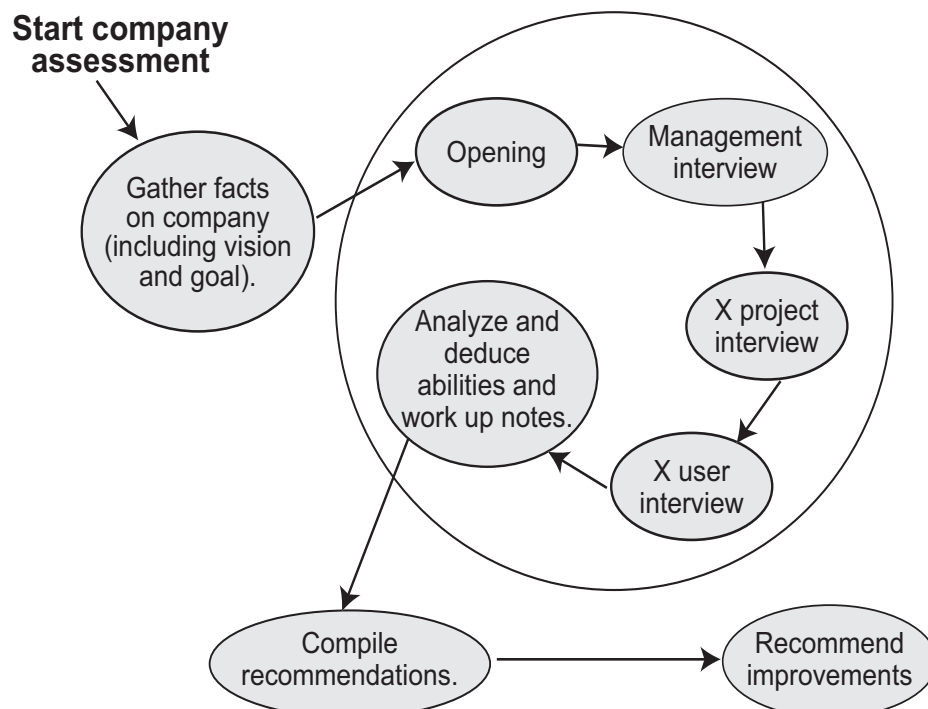 Start company
assessment
Gather facts
on company
(including vision
and goal).
Opening
Management
interview
X project
interview
X user
interview
Analyze and
deduce
abilities and
work up notes.
Compile
recommendations.
Recommend
improvements